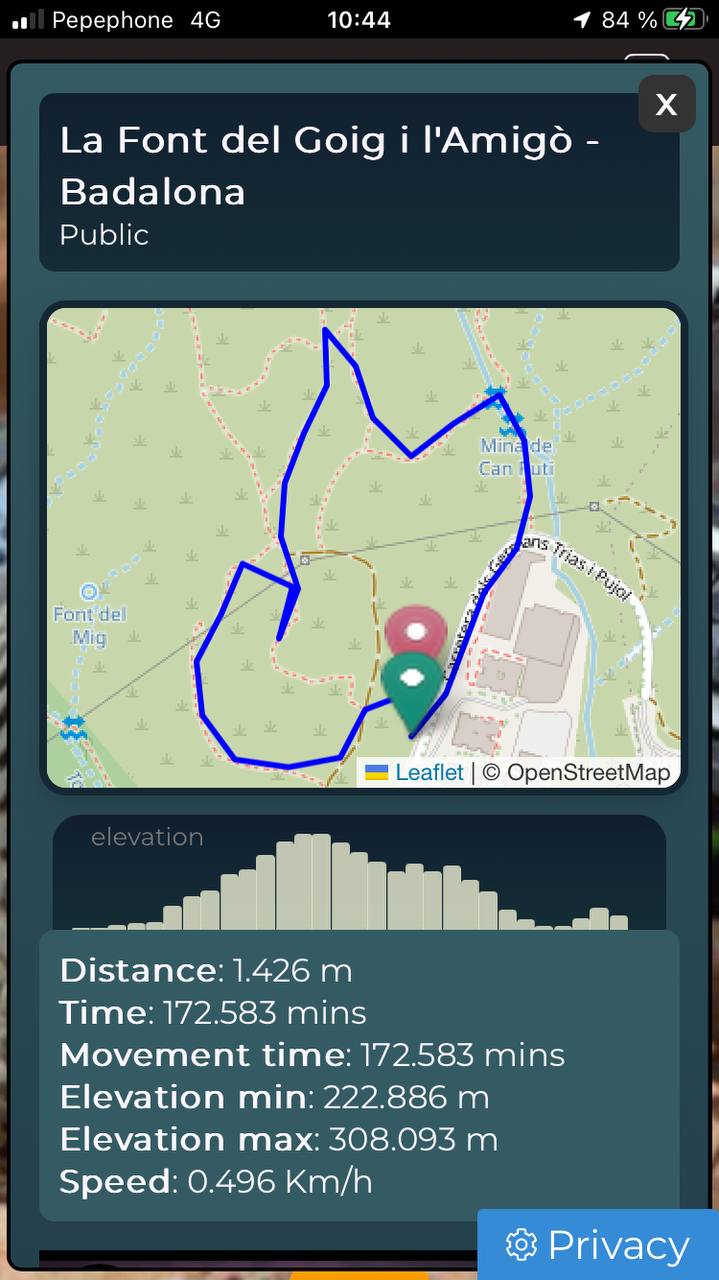 Pepephone 4G 10:44 84 %
X
La Font del Goig i l'Amigò -
Badalona
Public
Mina de
Can Ruti
Carretera dels Germans Trias i Pujol
Font del
Mig
Leaflet | © OpenStreetMap
elevation
Distance: 1.426 m
Time: 172.583 mins
Movement time: 172.583 mins
Elevation min: 222.886 m
Elevation max: 308.093 m
Speed: 0.496 Km/h
Privacy